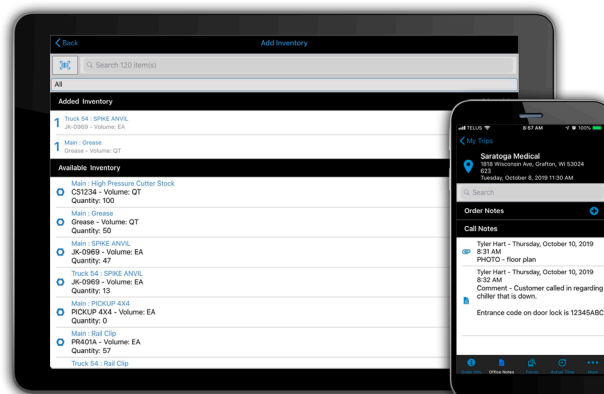 Back
Add Inventory
Search 120 item(s)
All
Added Inventory
1 Truck 54 : SPIKE ANVIL
JK-0969 - Volume: EA
1 Main : Grease
Grease - Volume: QT
Available Inventory
Main : High Pressure Cutter Stock
CS1234 - Volume: QT
Quantity: 100
Main : Grease
Grease - Volume: QT
Quantity: 50
Main : SPIKE ANVIL
JK-0969 - Volume: EA
Quantity: 47
Truck 54 : SPIKE ANVIL
JK-0969 - Volume: EA
Quantity: 13
Main : PICKUP 4X4
PICKUP 4X4 - Volume: EA
Quantity: 0
Main : Rail Clip
PR401A - Volume: EA
Quantity: 57
Truck 54 : Rail Clip
TELUS 8:57 AM 100%
My Trips
Saratoga Medical
1818 Wisconsin Ave, Grafton, WI 53024
623
Tuesday, October 8, 2019 11:30 AM
Search
Order Notes
Call Notes
Tyler Hart - Thursday, October 10, 2019
8:31 AM
PHOTO - floor plan
Tyler Hart - Thursday, October 10, 2019
8:32 AM
Comment - Customer called in regarding
chiller that is down.
Entrance code on door lock is 12345ABC
Office Notes
Actual Time
More